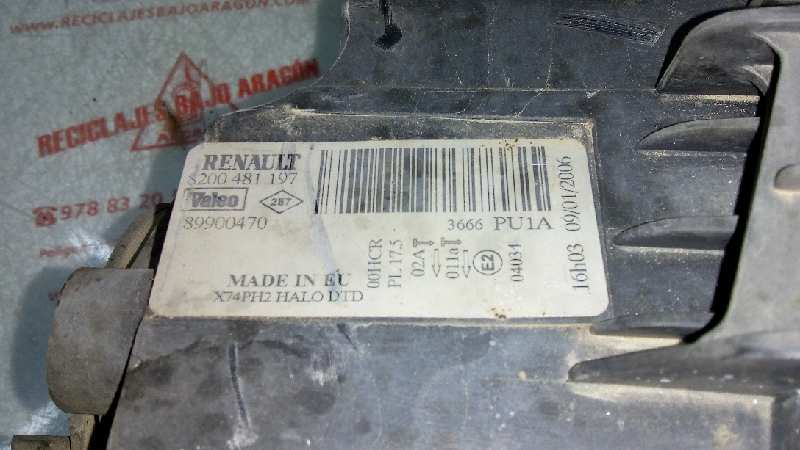 WWW.RECICLAJESBAJOARAGON.COM
RECICLAJES BAJO ARAGÓN
978 83 20
RENAULT
8200 481 197
Valeo 287
89900470
3666 PU1A
MADE IN EU
X74PH2 HALO DTD
00HCR
PL 17.5
02A
011a
E2
04031
16h03 09/01/2006